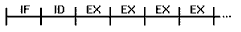 IF ID EX EX EX EX ...